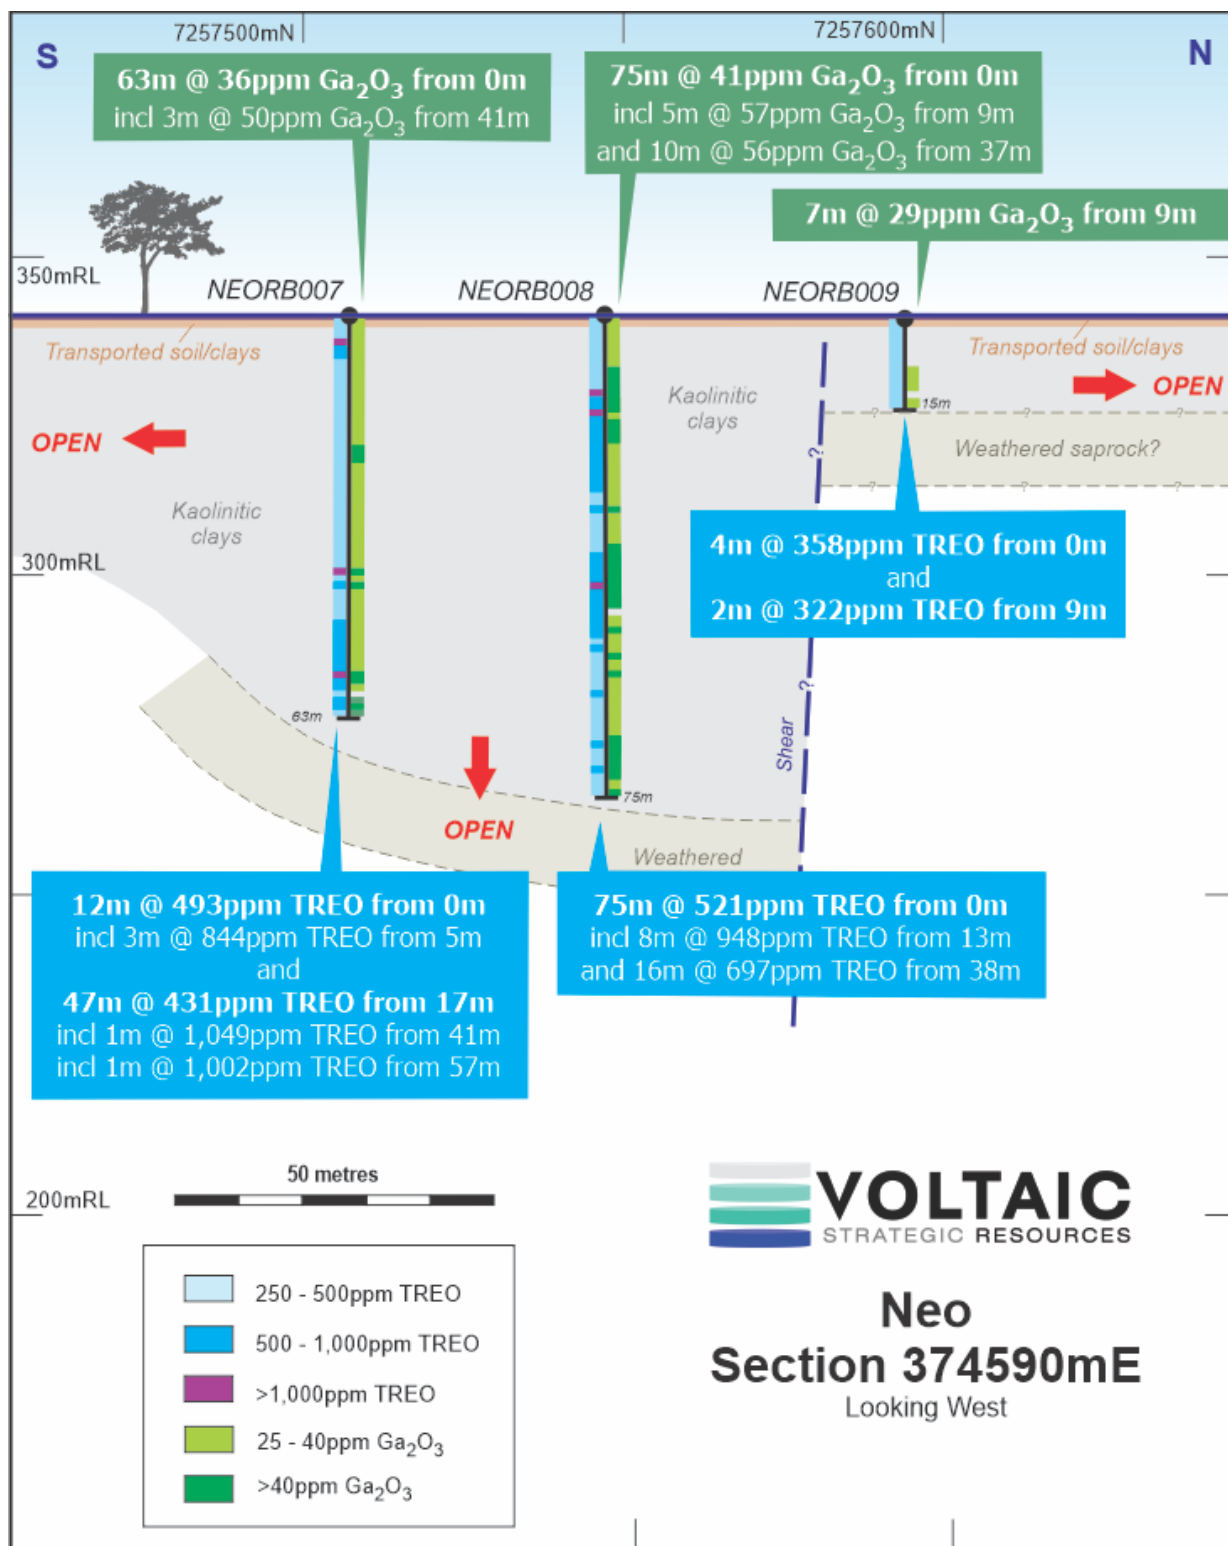 7257500mN
7257600mN
S
N
63m @ 36ppm Ga₂O₃ from 0m
incl 3m @ 50ppm Ga₂O₃ from 41m
75m @ 41ppm Ga₂O₃ from 0m
incl 5m @ 57ppm Ga₂O₃ from 9m
and 10m @ 56ppm Ga₂O₃ from 37m
7m @ 29ppm Ga₂O₃ from 9m
350mRL
NEORB007
NEORB008
NEORB009
Transported soil/clays
Transported soil/clays
Kaolinitic
clays
OPEN
15m
OPEN
? ? ?
Weathered saprock?
?
? ? ?
Kaolinitic
clays
300mRL
4m @ 358ppm TREO from 0m
and
2m @ 322ppm TREO from 9m
?
63m
Shear
75m
OPEN
Weathered
12m @ 493ppm TREO from 0m
incl 3m @ 844ppm TREO from 5m
and
47m @ 431ppm TREO from 17m
incl 1m @ 1,049ppm TREO from 41m
incl 1m @ 1,002ppm TREO from 57m
75m @ 521ppm TREO from 0m
incl 8m @ 948ppm TREO from 13m
and 16m @ 697ppm TREO from 38m
50 metres
200mRL
VOLTAIC
STRATEGIC RESOURCES
250 - 500ppm TREO
500 - 1,000ppm TREO
>1,000ppm TREO
25 - 40ppm Ga₂O₃
>40ppm Ga₂O₃
Neo
Section 374590mE
Looking West